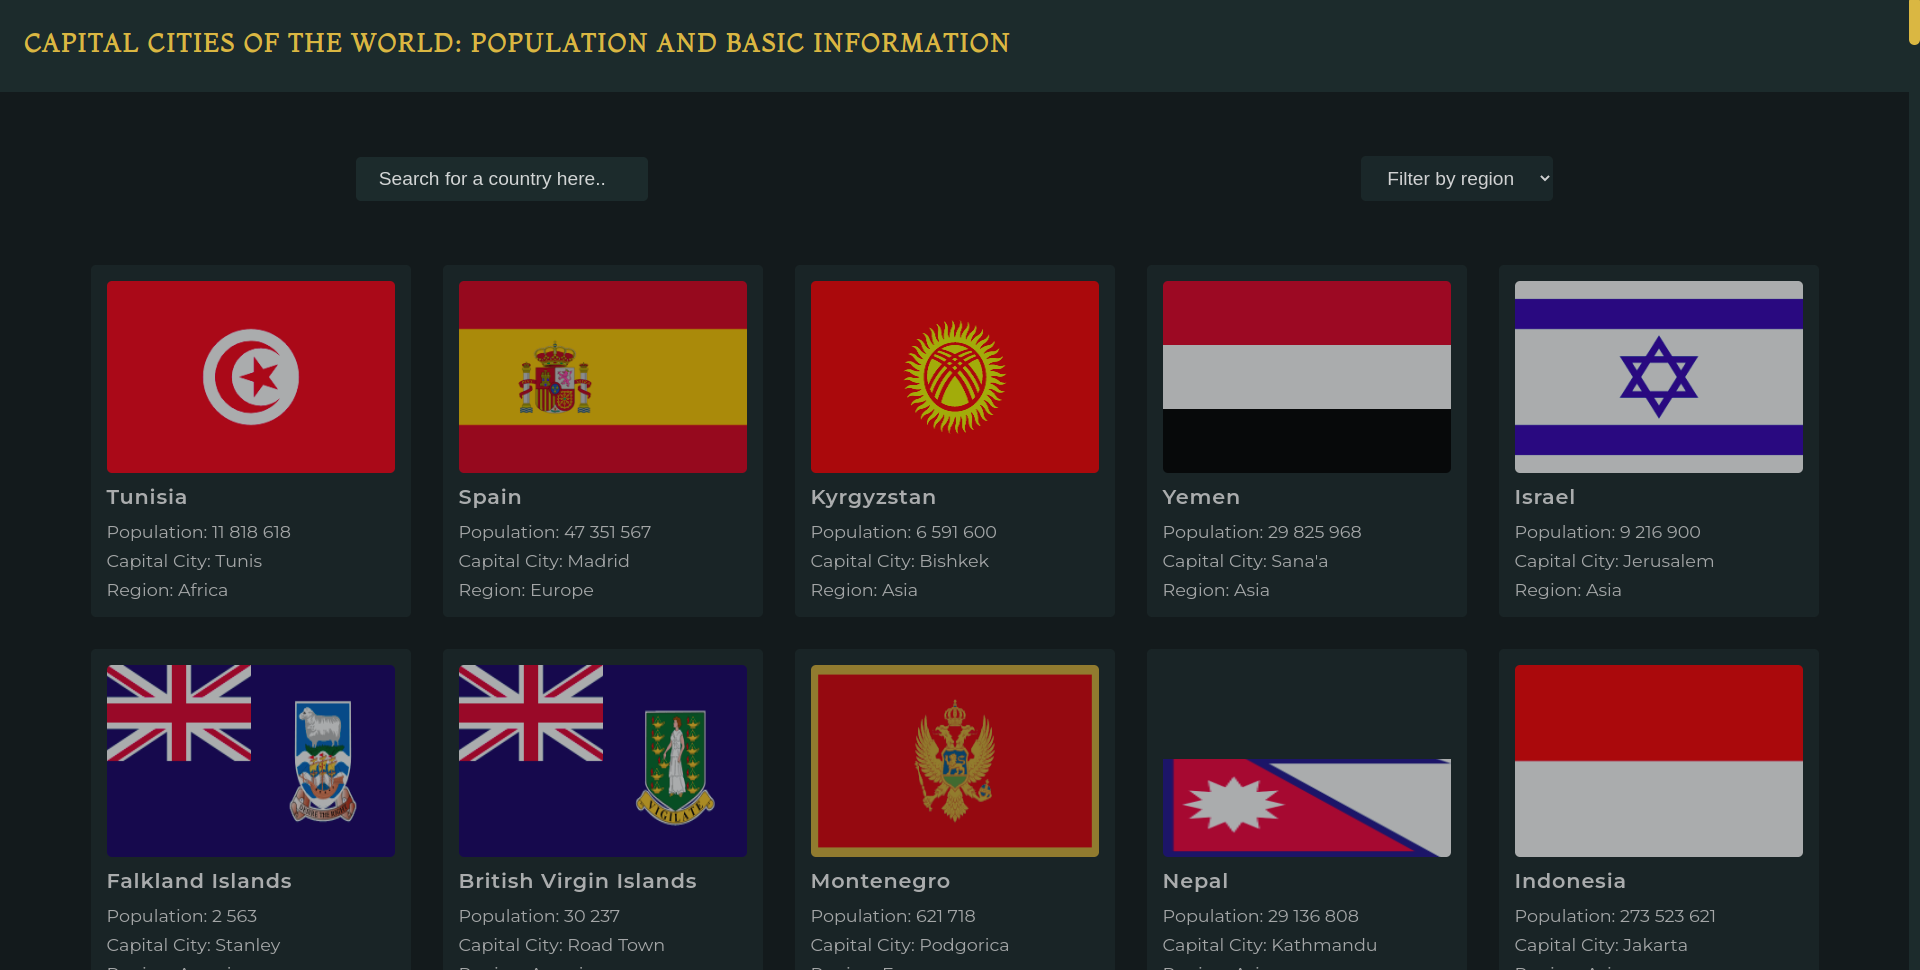 CAPITAL CITIES OF THE WORLD: POPULATION AND BASIC INFORMATION
Search for a country here..
Filter by region
Tunisia
Population: 11 818 618
Capital City: Tunis
Region: Africa
Spain
Population: 47 351 567
Capital City: Madrid
Region: Europe
Kyrgyzstan
Population: 6 591 600
Capital City: Bishkek
Region: Asia
Yemen
Population: 29 825 968
Capital City: Sana'a
Region: Asia
Israel
Population: 9 216 900
Capital City: Jerusalem
Region: Asia
Falkland Islands
Population: 2 563
Capital City: Stanley
VIGILATE
British Virgin Islands
Population: 30 237
Capital City: Road Town
Montenegro
Population: 621 718
Capital City: Podgorica
Nepal
Population: 29 136 808
Capital City: Kathmandu
Indonesia
Population: 273 523 621
Capital City: Jakarta